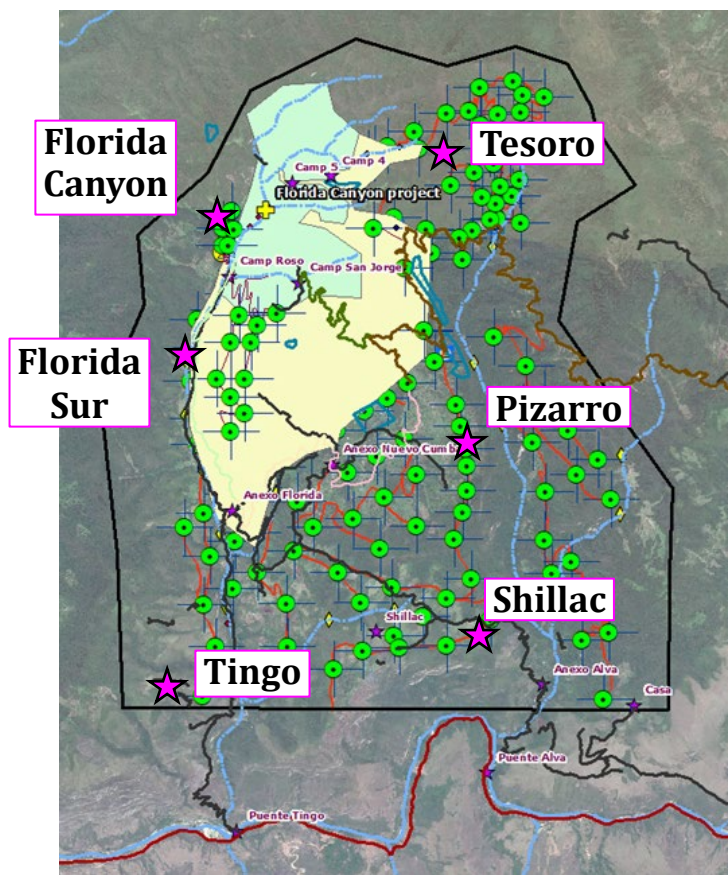 Florida
Canyon
Tesoro
Camp 4
Camp 5
Florida Canyon project
Camp Roso
Camp San Jorge
Florida
Sur
Pizarro
Anexo Nuevo Cumb
Anexo Florida
Shillac
Shillac
Tingo
Anexo Alva
Casa
Puente Alva
Puente Tingo